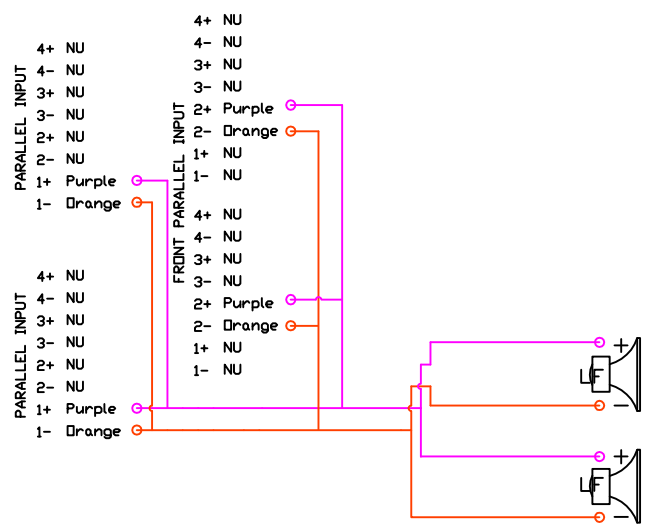 PARALLEL INPUT
4+ NU
4- NU
3+ NU
3- NU
2+ NU
2- NU
1+ Purple
1- Orange
PARALLEL INPUT
4+ NU
4- NU
3+ NU
3- NU
2+ NU
2- NU
1+ Purple
1- Orange
FRONT PARALLEL INPUT
4+ NU
4- NU
3+ NU
3- NU
2+ Purple
2- Orange
1+ NU
1- NU
4+ NU
4- NU
3+ NU
3- NU
2+ Purple
2- Orange
1+ NU
1- NU
+
LF
-
+
LF
-